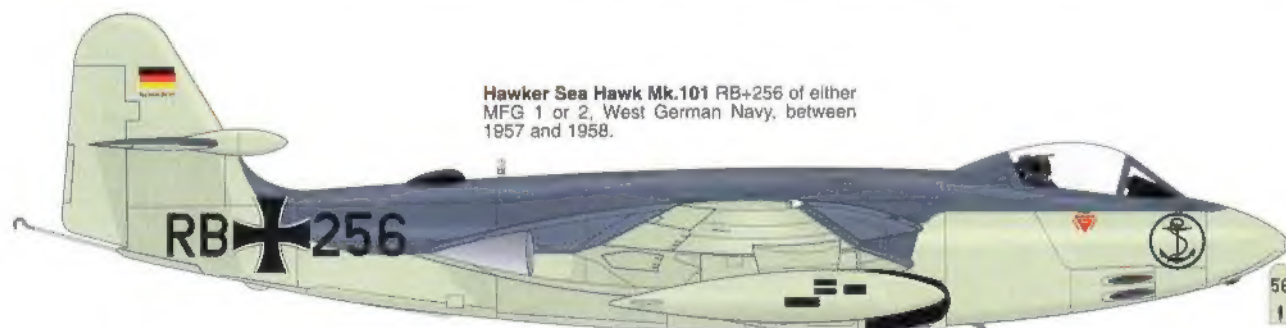 Hawker Sea Hawk Mk.101 RB+256 of either
MFG 1 or 2, West German Navy, between
1957 and 1958.
RB 256
56